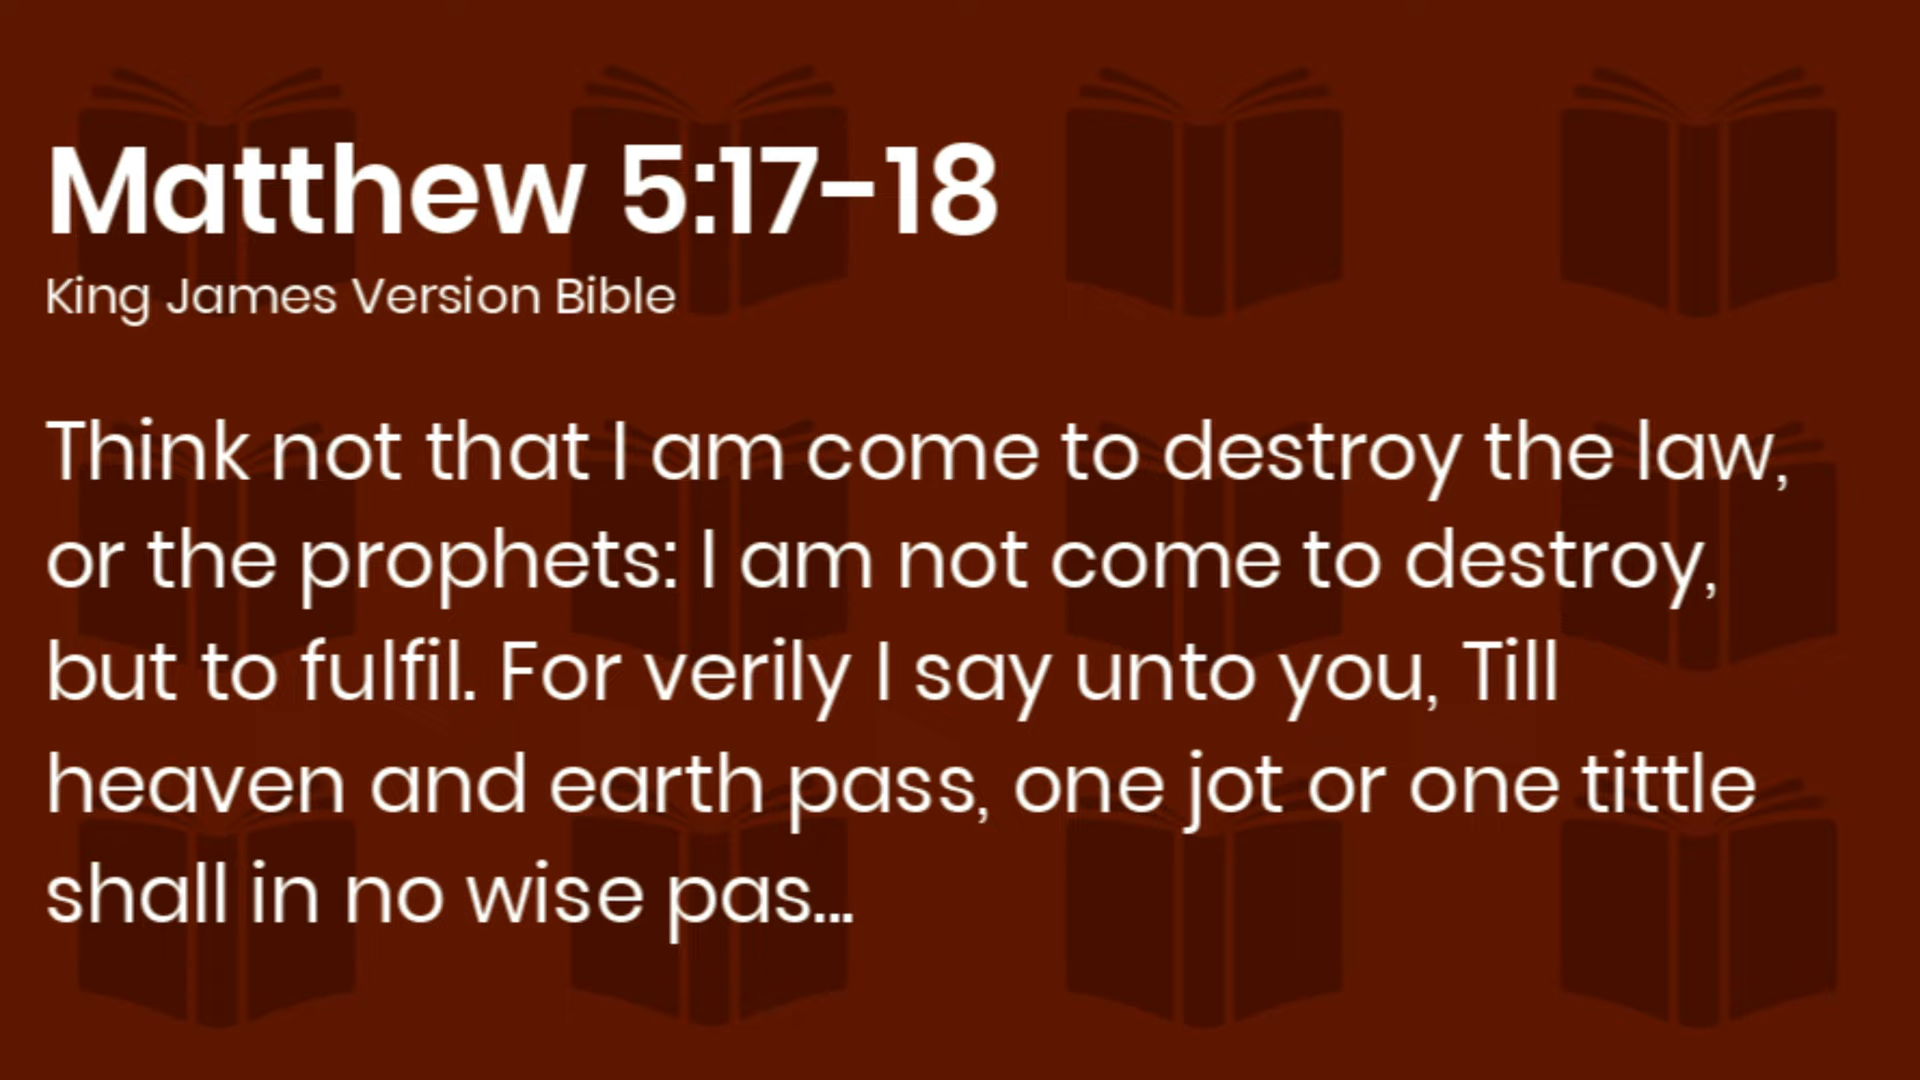 Matthew 5:17-18
King James Version Bible
Think not that I am come to destroy the law,
or the prophets: I am not come to destroy,
but to fulfil. For verily I say unto you, Till
heaven and earth pass, one jot or one tittle
shall in no wise pas...